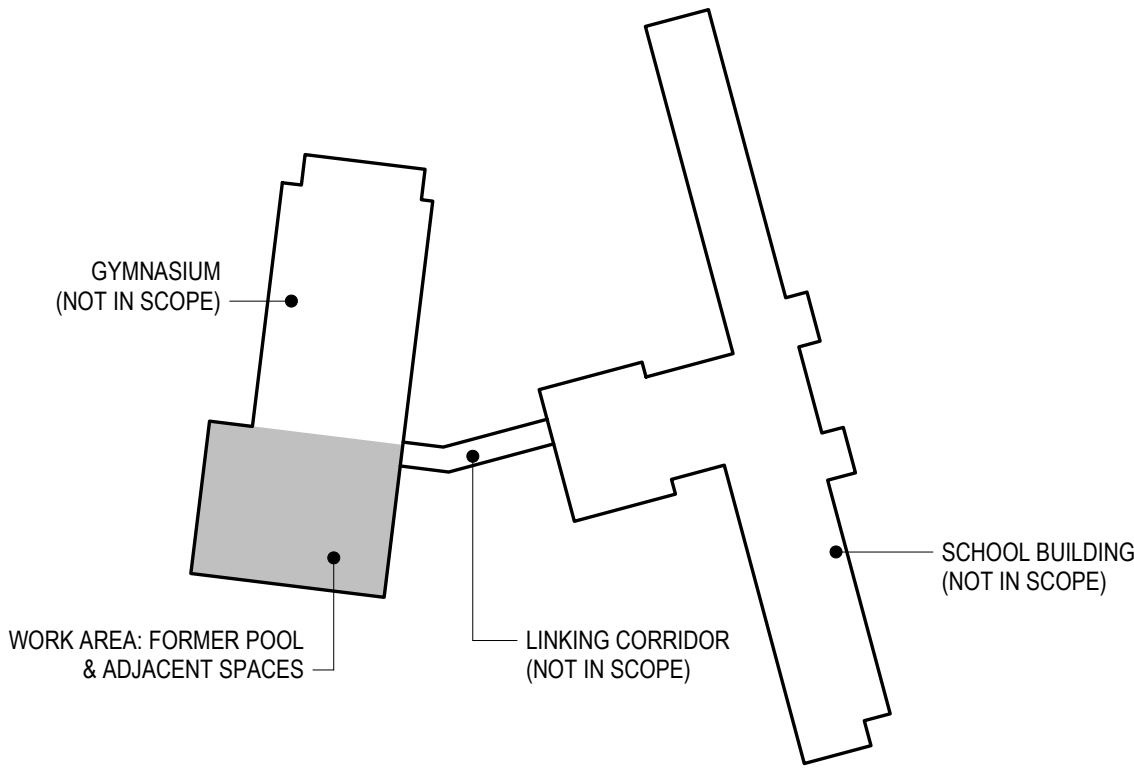 GYMNASIUM
(NOT IN SCOPE)
SCHOOL BUILDING
(NOT IN SCOPE)
WORK AREA: FORMER POOL
& ADJACENT SPACES
LINKING CORRIDOR
(NOT IN SCOPE)